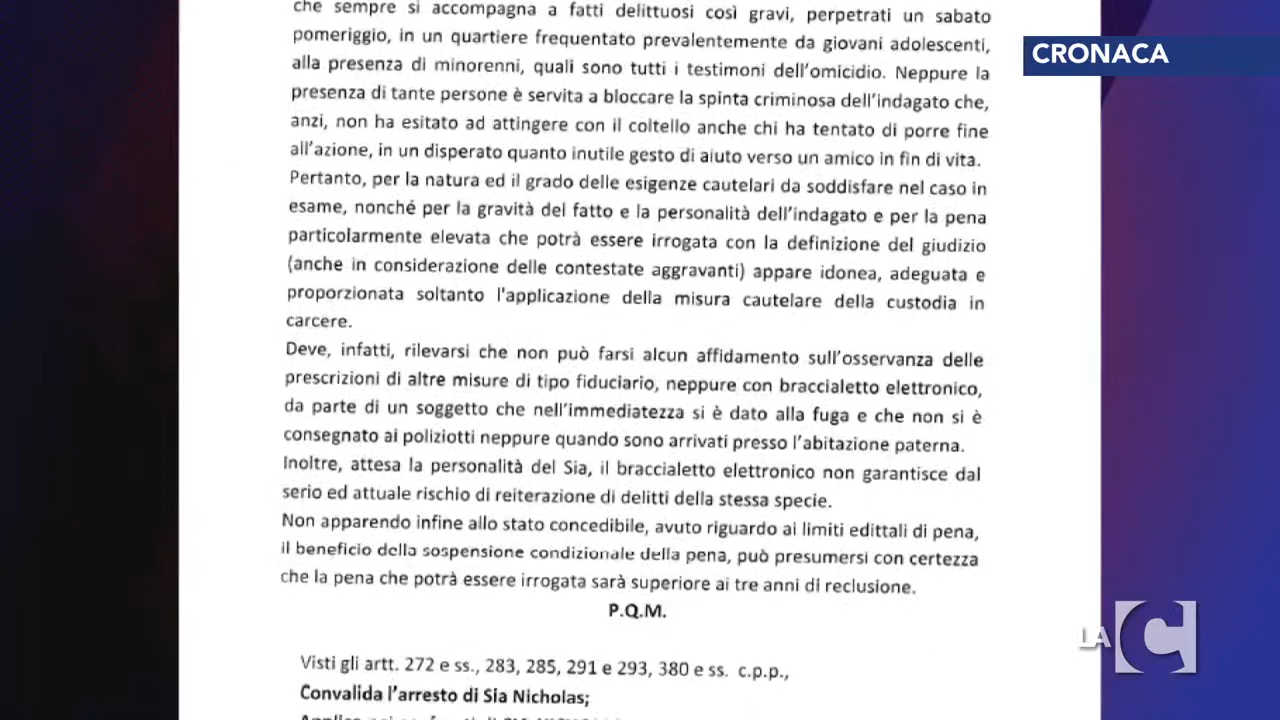 che sempre si accompagna a fatti delittuosi così gravi, perpetrati un sabato
pomeriggio, in un quartiere frequentato prevalentemente da giovani adolescenti,
alla presenza di minorenni, quali sono tutti i testimoni dell'omicidio. Neppure la
presenza di tante persone è servita a bloccare la spinta criminosa dell'indagato che,
anzi, non ha esitato ad attingere con il coltello anche chi ha tentato di porre fine
all'azione, in un disperato quanto inutile gesto di aiuto verso un amico in fin di vita.
Pertanto, per la natura ed il grado delle esigenze cautelari da soddisfare nel caso in
esame, nonché per la gravità del fatto e la personalità dell'indagato e per la pena
particolarmente elevata che potrà essere irrogata con la definizione del giudizio
(anche in considerazione delle contestate aggravanti) appare idonea, adeguata e
proporzionata soltanto l'applicazione della misura cautelare della custodia in
carcere.
Deve, infatti, rilevarsi che non può farsi alcun affidamento sull'osservanza delle
prescrizioni di altre misure di tipo fiduciario, neppure con braccialetto elettronico,
da parte di un soggetto che nell'immediatezza si è dato alla fuga e che non si è
consegnato ai poliziotti neppure quando sono arrivati presso l'abitazione paterna.
Inoltre, attesa la personalità del Sia, il braccialetto elettronico non garantisce dal
serio ed attuale rischio di reiterazione di delitti della stessa specie.
Non apparendo infine allo stato concedibile, avuto riguardo ai limiti edittali di pena,
il beneficio della sospensione condizionale della pena, può presumersi con certezza
che la pena che potrà essere irrogata sarà superiore ai tre anni di reclusione.
P.Q.M.
Visti gli artt. 272 e ss., 283, 285, 291 e 293, 380 e ss. c.p.p.,
Convalida l'arresto di Sia Nicholas;
CRONACA
LA C